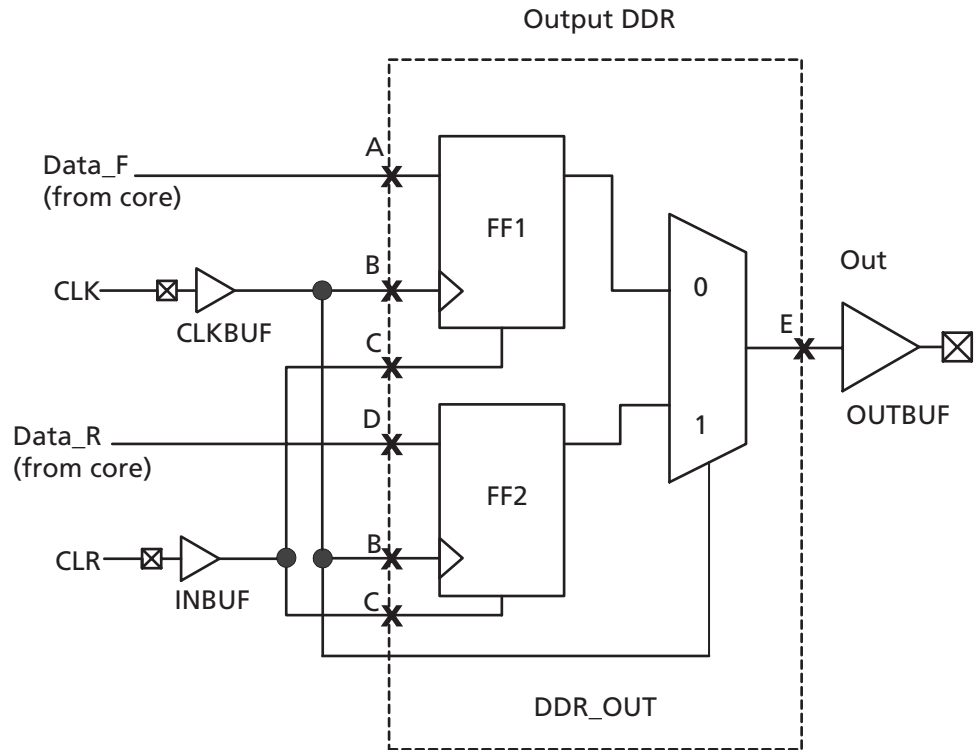 Output DDR
A
Data_F
(from core)
FF1
B
CLK
CLKBUF
0
Out
C
E
OUTBUF
D
Data_R
(from core)
1
FF2
B
CLR
INBUF
C
DDR_OUT